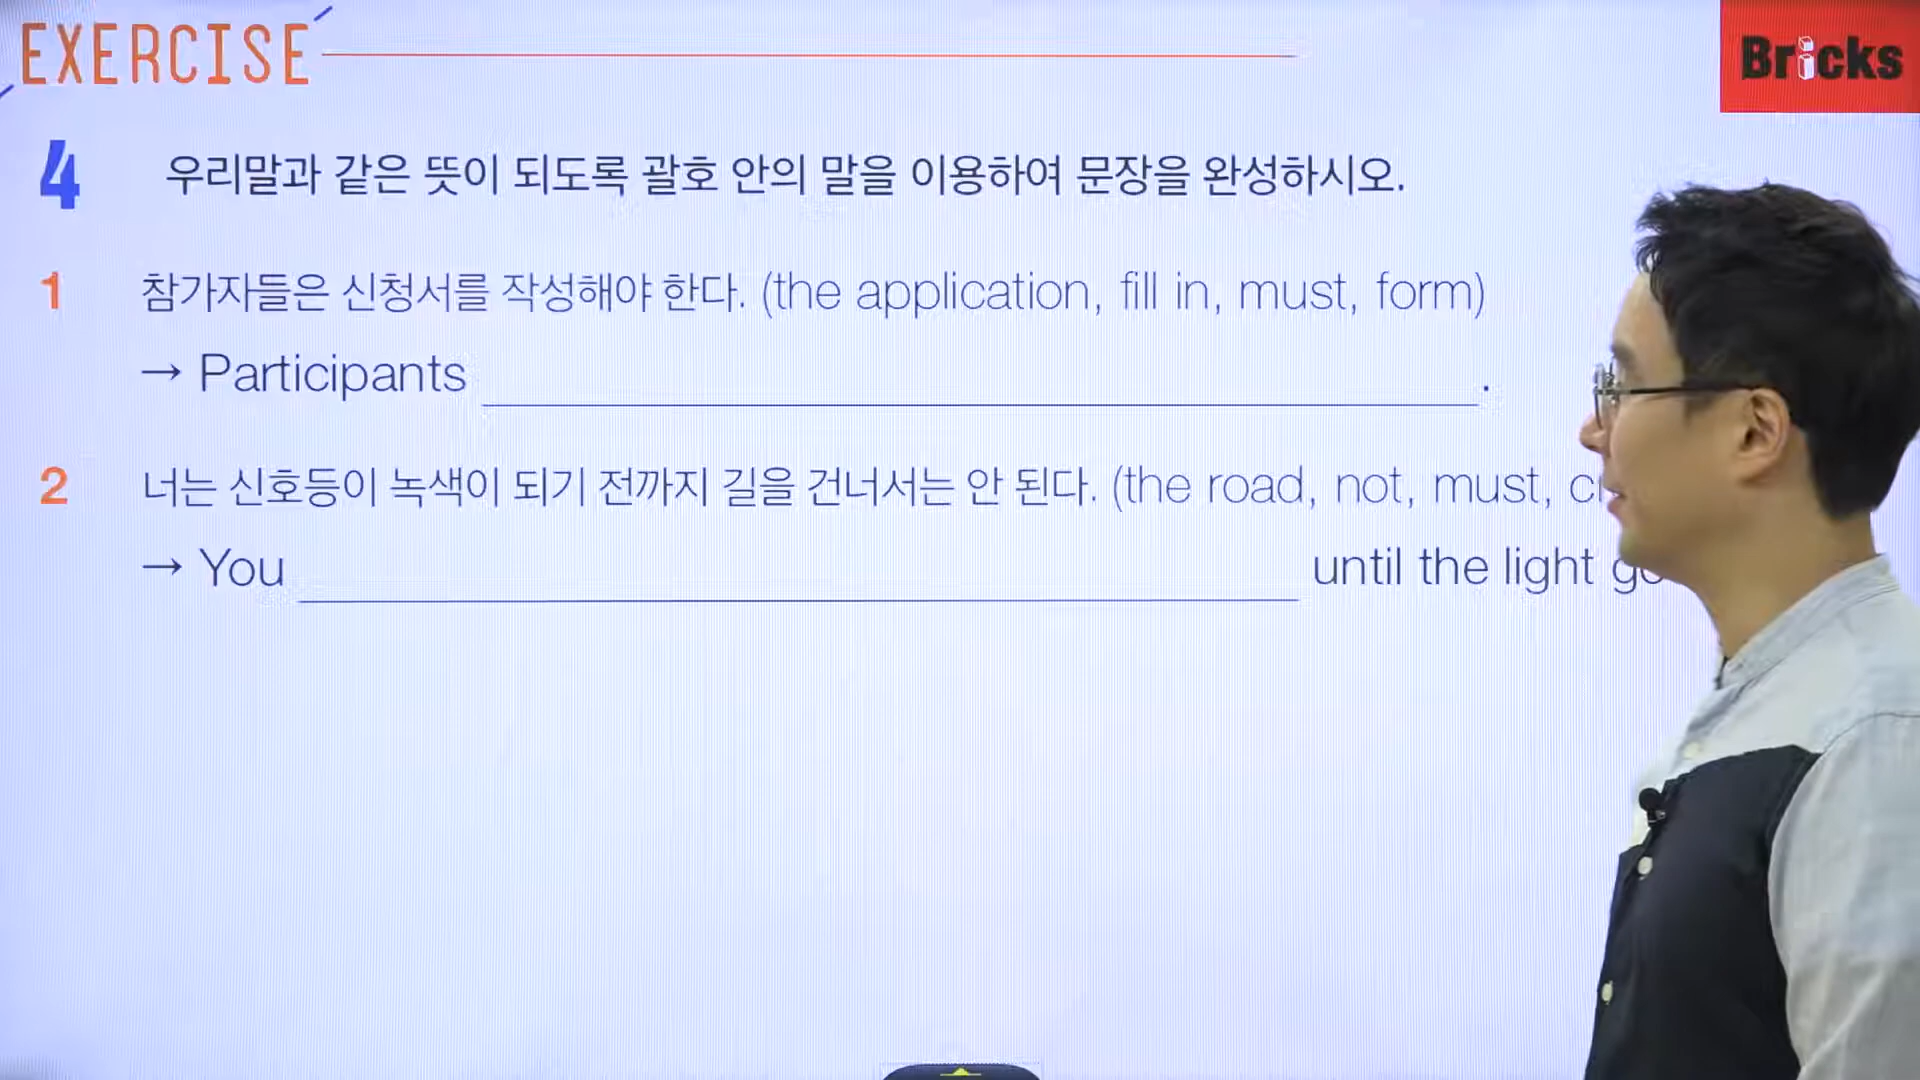 EXERCISE
Bricks
4 우리말과 같은 뜻이 되도록 괄호 안의 말을 이용하여 문장을 완성하시오.
1 참가자들은 신청서를 작성해야 한다. (the application, fill in, must, form)
→ Participants .
2 너는 신호등이 녹색이 되기 전까지 길을 건너서는 안 된다. (the road, not, must,
→ You until the light